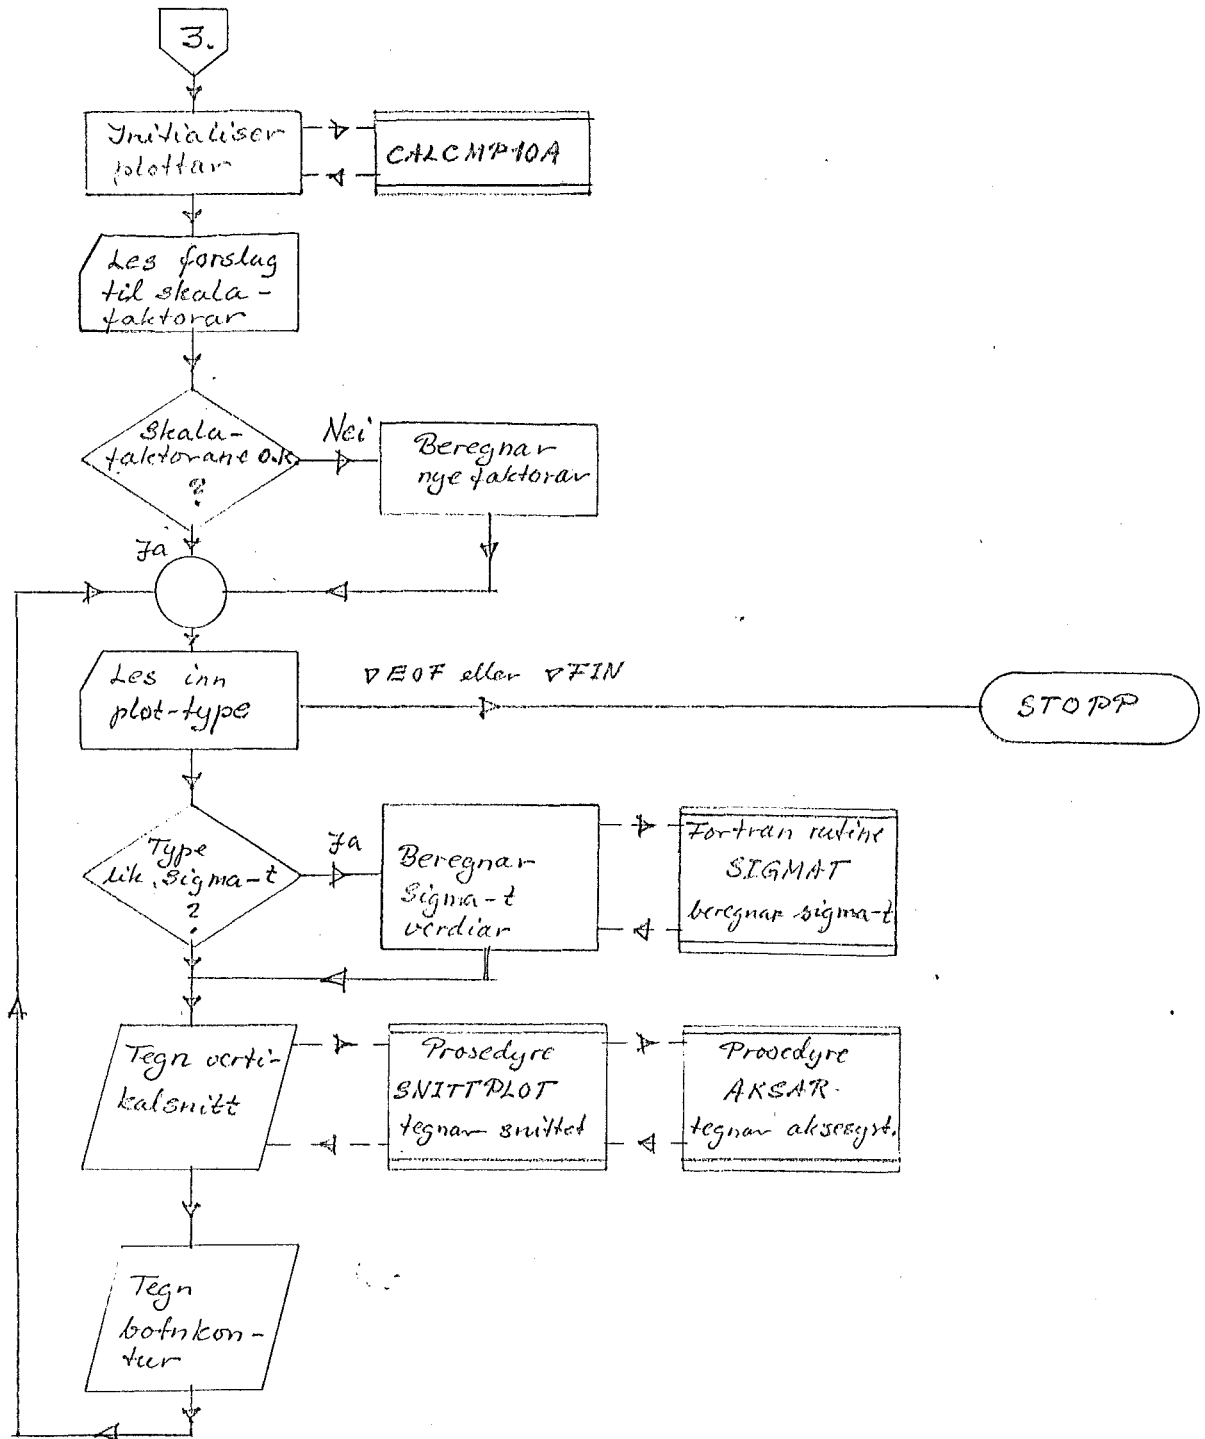 3.
Initialiser
plottar
CALCMP10A
Les forslag
til skala-
faktorar
Skala-
faktorane o.k.
?
Nei
Beregnar
nye faktorar
Ja
Les inn
plot-type
▽EOF eller ▽FIN
STOPP
Type
lik Sigma-t
?
Ja
Beregnar
Sigma-t
verdiar
Fortran rutine
SIGMAT
beregnar sigma-t
Tegn verti-
kalsnitt
Prosedyre
SNITTPLOT
tegnar snittet
Prosedyre
AKSAR
tegnar aksesyst.
Tegn
botnkon-
tur